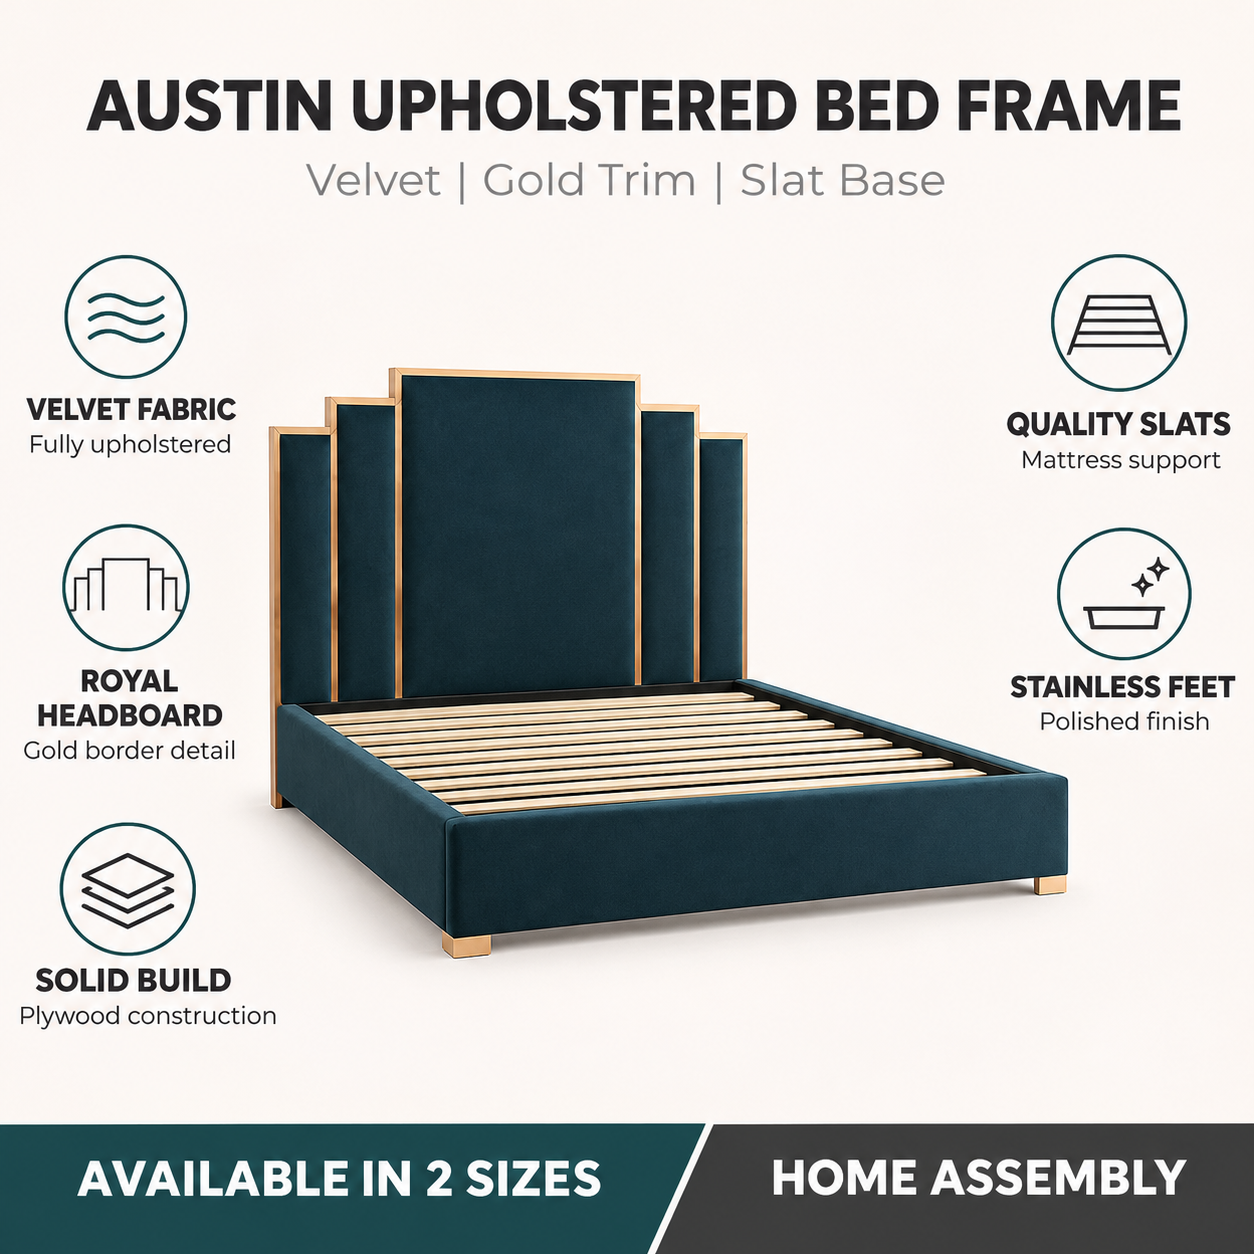 AUSTIN UPHOLSTERED BED FRAME
Velvet | Gold Trim | Slat Base
VELVET FABRIC
Fully upholstered
ROYAL
HEADBOARD
Gold border detail
SOLID BUILD
Plywood construction
QUALITY SLATS
Mattress support
STAINLESS FEET
Polished finish
AVAILABLE IN 2 SIZES
HOME ASSEMBLY